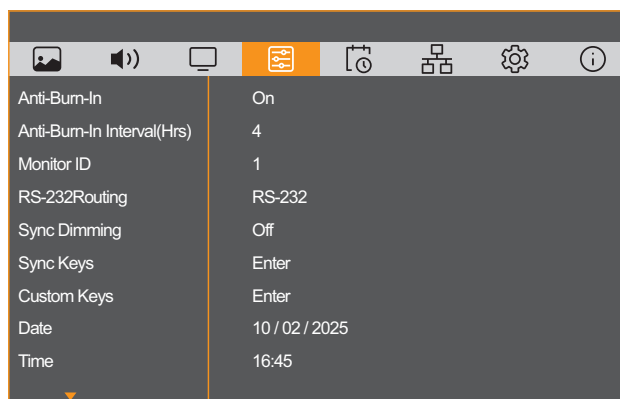 Anti-Burn-In On
Anti-Burn-In Interval(Hrs) 4
Monitor ID 1
RS-232Routing RS-232
Sync Dimming Off
Sync Keys Enter
Custom Keys Enter
Date 10 / 02 / 2025
Time 16:45